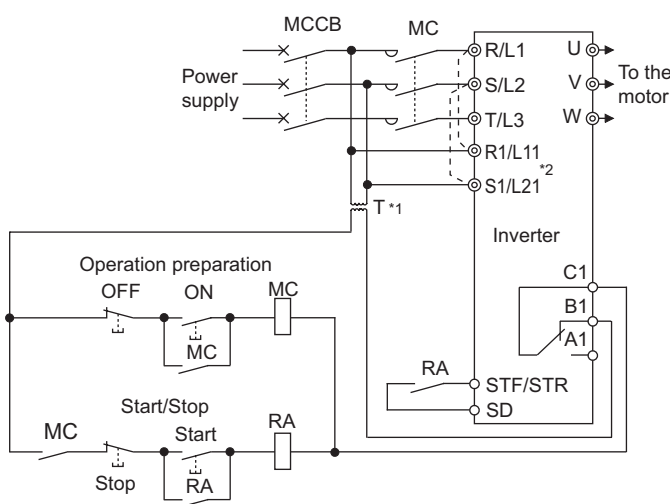 MCCB
MC
Power
supply
R/L1
S/L2
T/L3
R1/L11
S1/L21
*2
U
V
W
To the
motor
T *1
Inverter
Operation preparation
OFF
ON
MC
MC
C1
B1
A1
RA
STF/STR
SD
Start/Stop
MC
Stop
Start
RA
RA